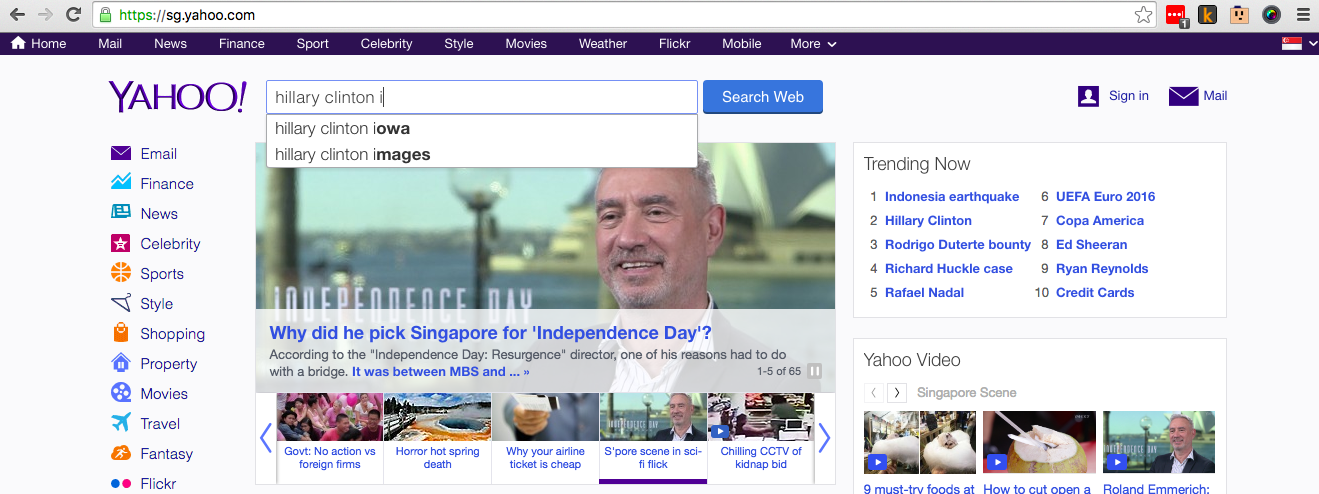 https://sg.yahoo.com
1
Home Mail News Finance Sport Celebrity Style Movies Weather Flickr Mobile More
YAHOO!
hillary clinton i
Search Web
Sign in
Mail
hillary clinton iowa
hillary clinton images
Email
Finance
News
Celebrity
Sports
Style
Shopping
Property
Movies
Travel
Fantasy
Flickr
INDEPENDENCE DAY
Why did he pick Singapore for 'Independence Day'?
According to the "Independence Day: Resurgence" director, one of his reasons had to do
with a bridge. It was between MBS and ... »
1-5 of 65
Govt: No action vs
foreign firms
Horror hot spring
death
Why your airline
ticket is cheap
S'pore scene in sci-
fi flick
Chilling CCTV of
kidnap bid
Trending Now
1 Indonesia earthquake
2 Hillary Clinton
3 Rodrigo Duterte bounty
4 Richard Huckle case
5 Rafael Nadal
6 UEFA Euro 2016
7 Copa America
8 Ed Sheeran
9 Ryan Reynolds
10 Credit Cards
Yahoo Video
Singapore Scene
9 must-try foods at
How to cut open a
Roland Emmerich: